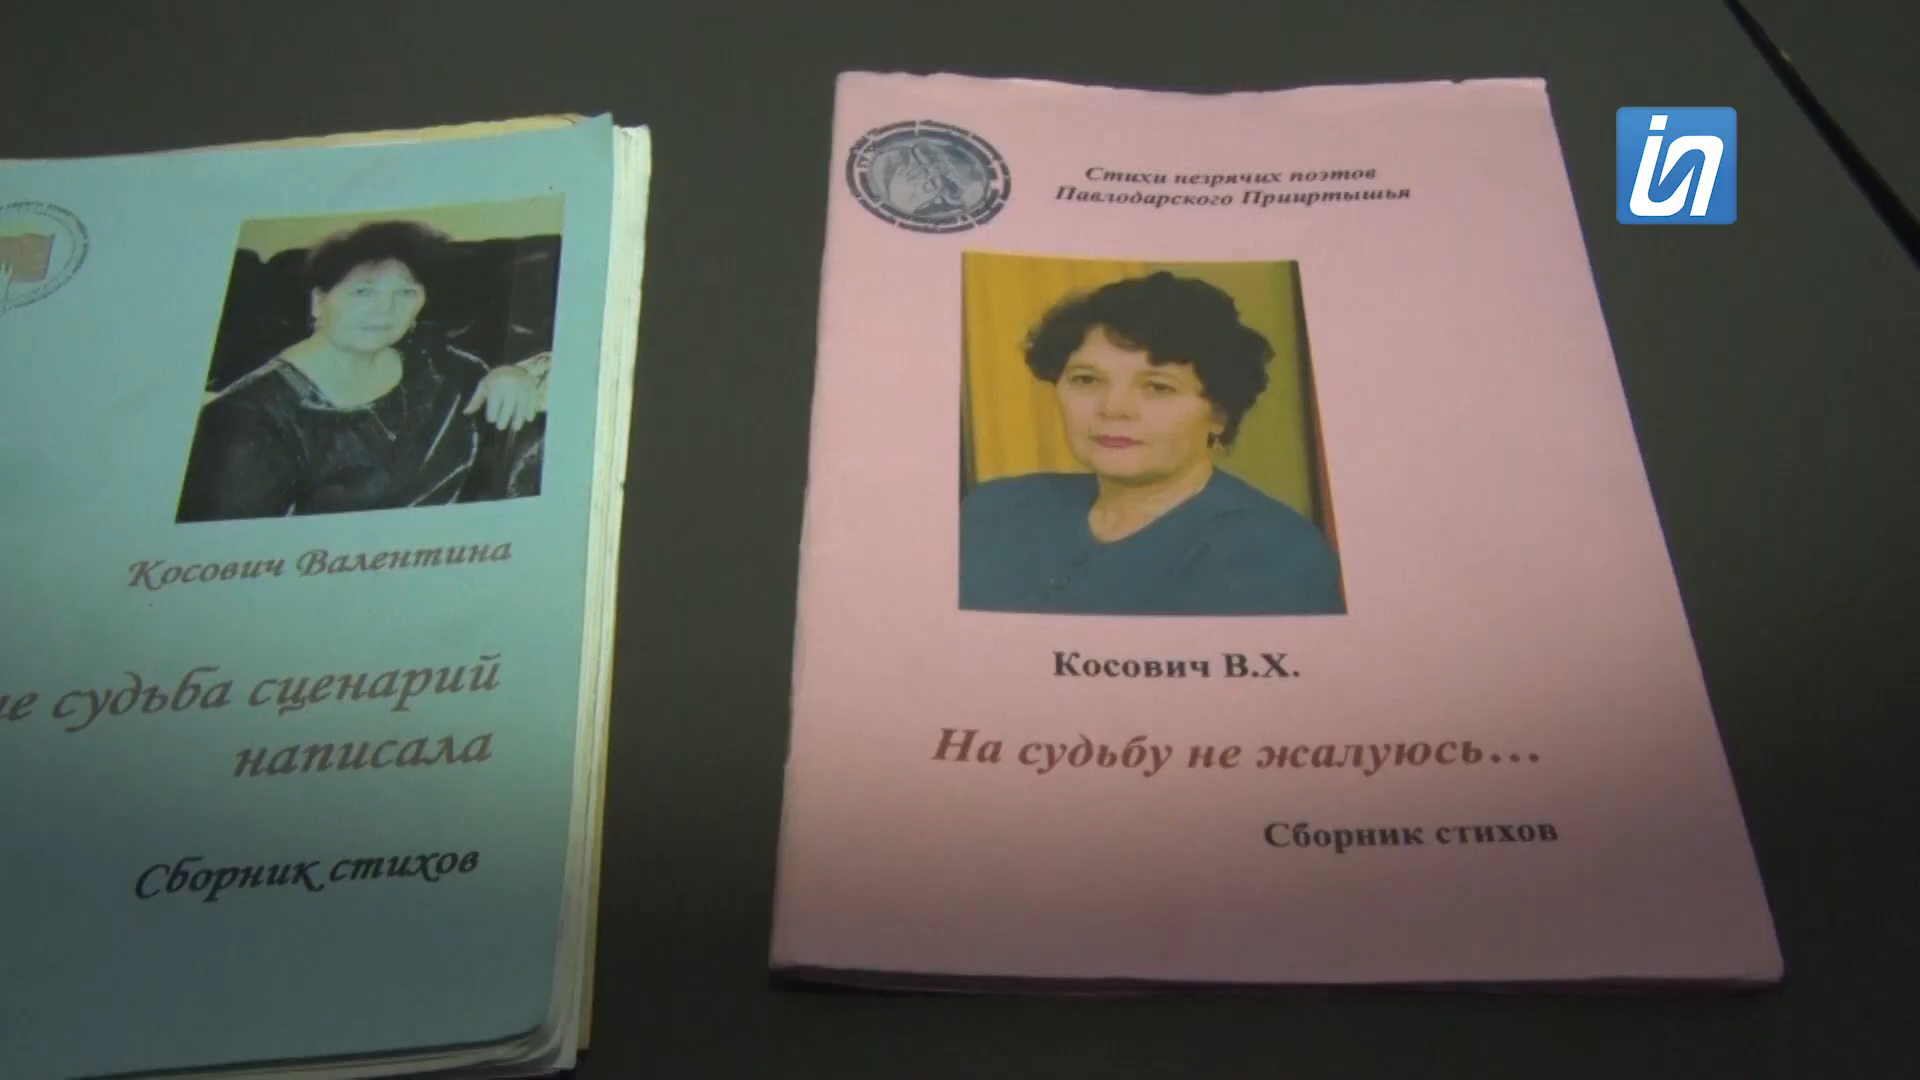 Косович Валентина
судьба сценарий
написала
Сборник стихов
Стихи незрячих поэтов
Павлодарского Прииртышья
Косович В.Х.
На судьбу не жалуюсь...
Сборник стихов